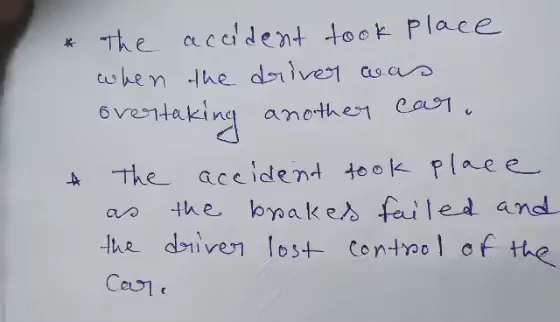 * The accident took place
when the driver was
overtaking another car.
* The accident took place
as the brakes failed and
the driver lost control of the
car.